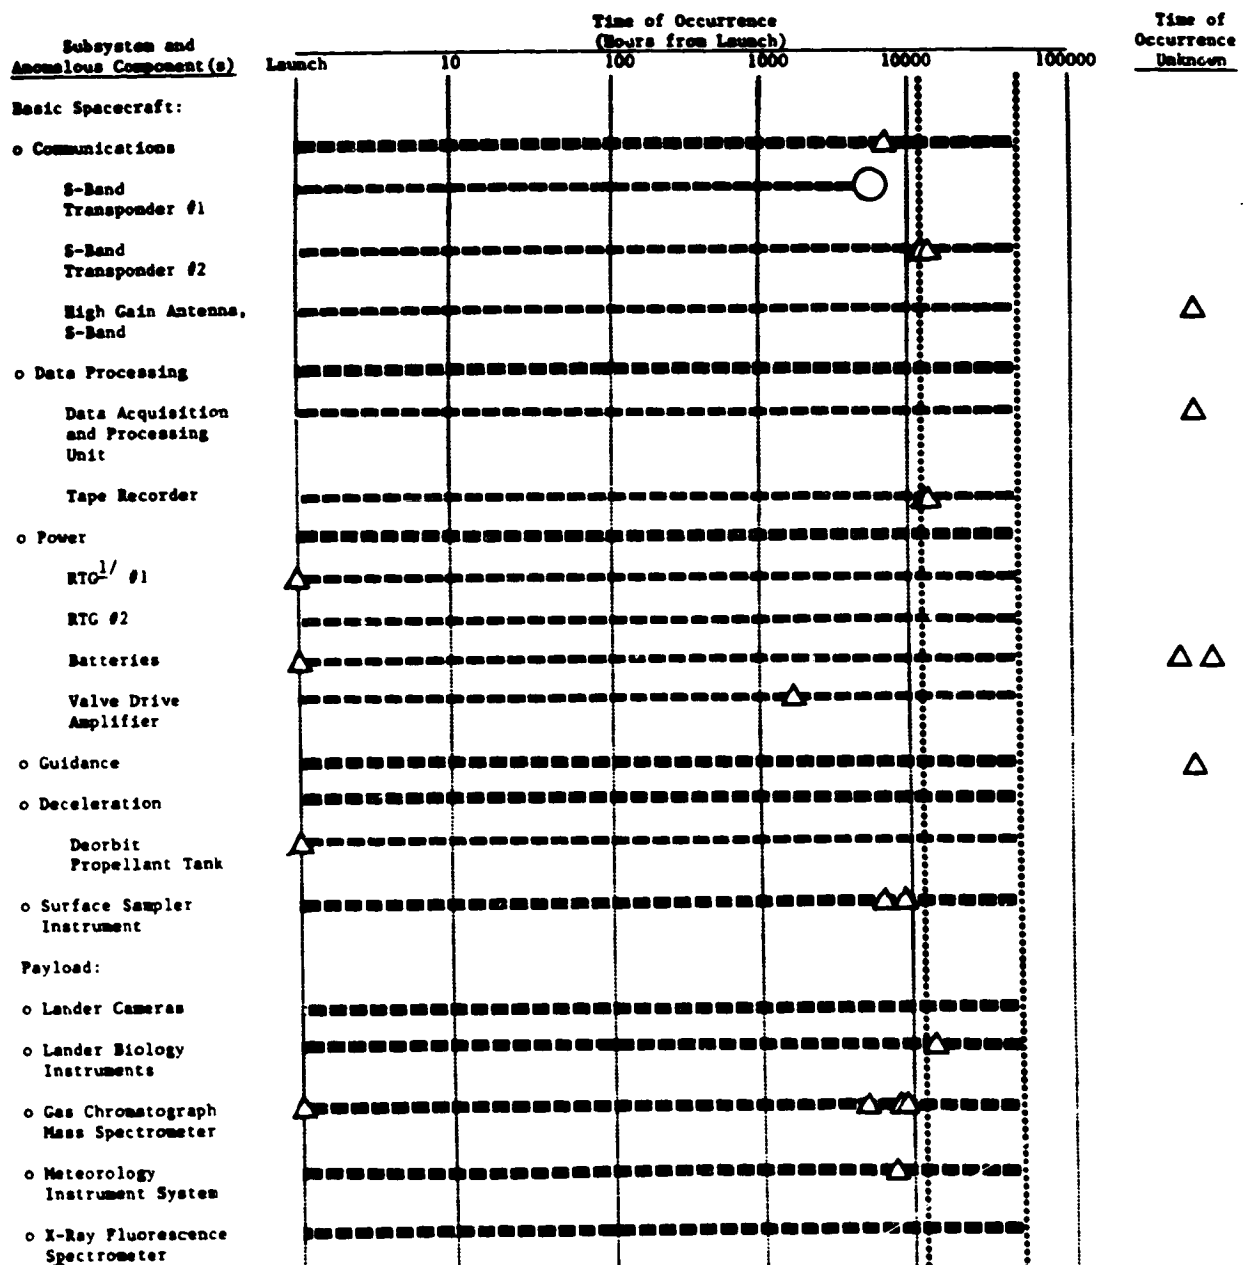 Time of Occurrence
(Hours from Launch)
Time of
Occurrence
Unknown
Subsystem and
Anomalous Component(s)
Launch 10 100 1000 10000 100000
Basic Spacecraft:
o Communications
S-Band
Transponder #1
S-Band
Transponder #2
High Gain Antenna,
S-Band
o Data Processing
Data Acquisition
and Processing
Unit
Tape Recorder
o Power
RTG1/ #1
RTG #2
Batteries
Valve Drive
Amplifier
o Guidance
o Deceleration
Deorbit
Propellant Tank
o Surface Sampler
Instrument
Payload:
o Lander Cameras
o Lander Biology
Instruments
o Gas Chromatograph
Mass Spectrometer
o Meteorology
Instrument System
o X-Ray Fluorescence
Spectrometer